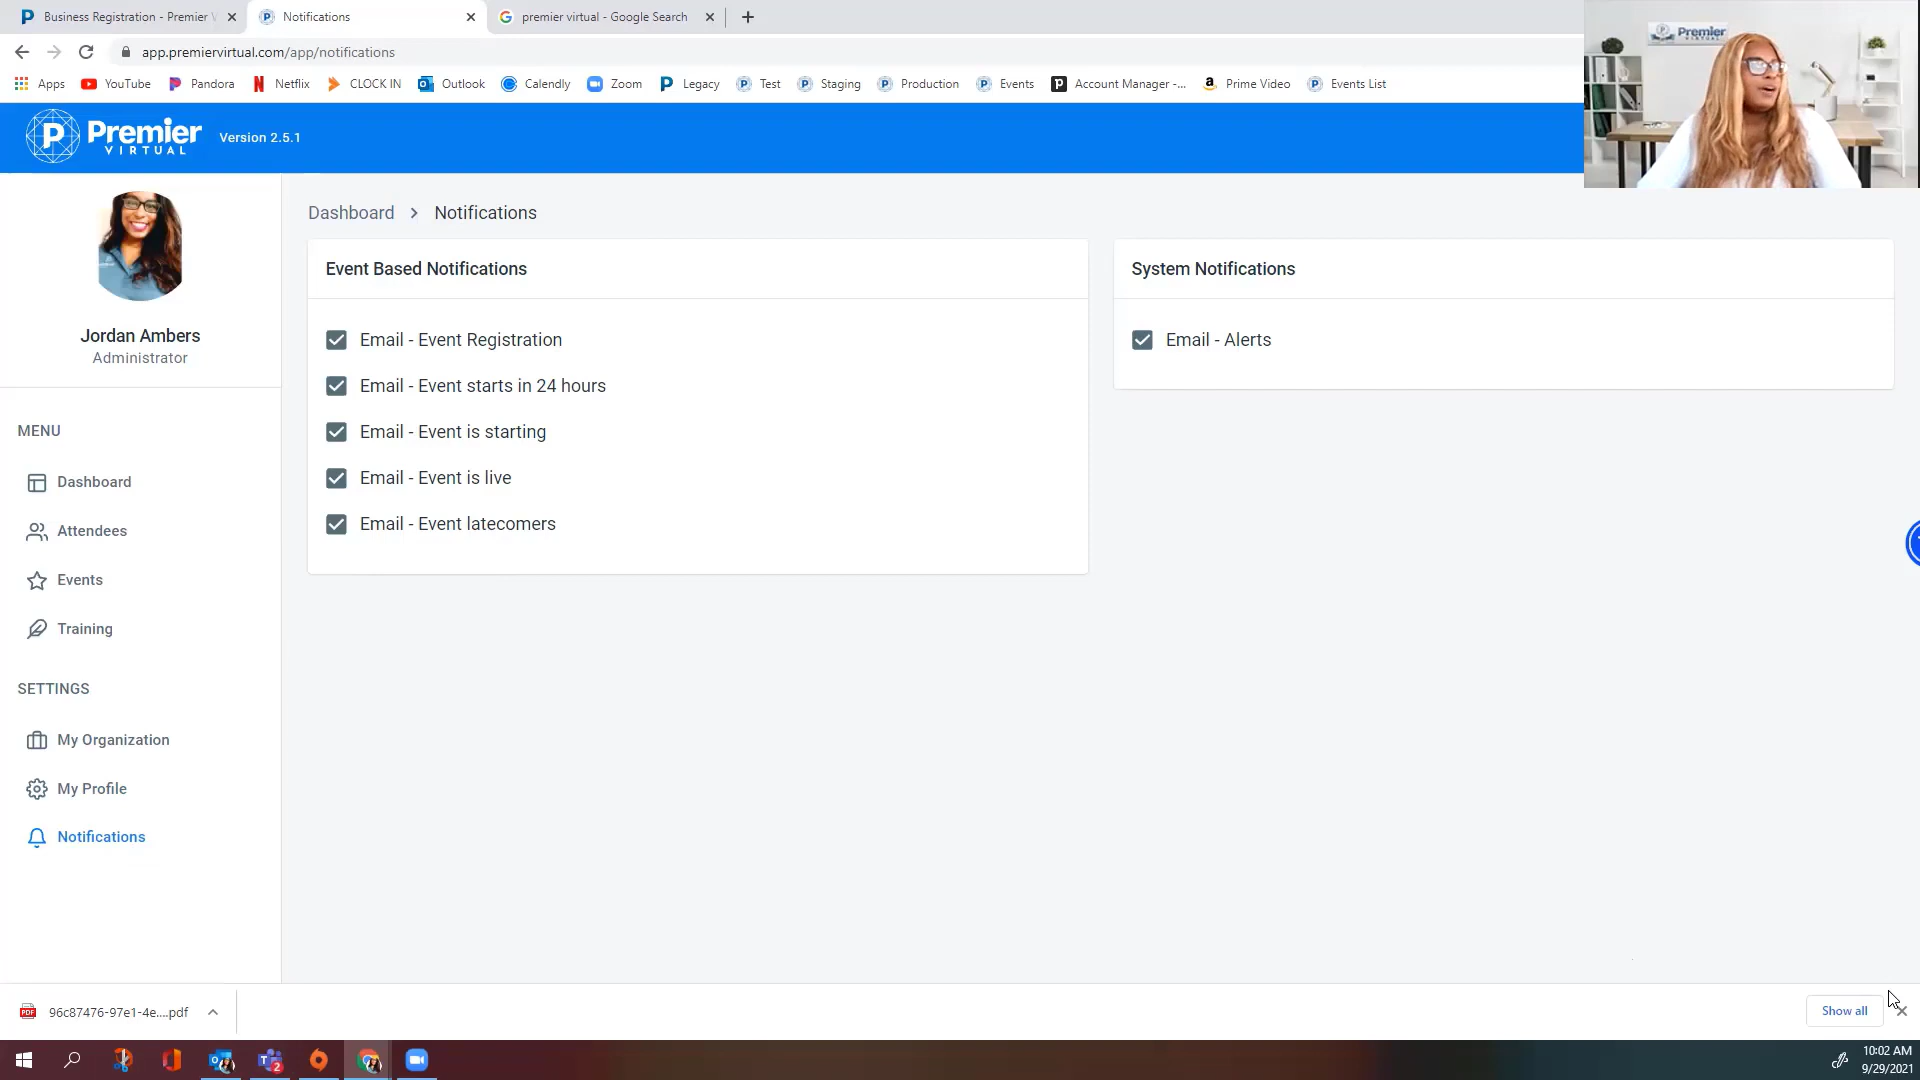 Business Registration - Premier V
Notifications
premier virtual - Google Search
app.premiervirtual.com/app/notifications
Apps
YouTube
Pandora
Netflix
CLOCK IN
Outlook
Calendly
Zoom
Legacy
Test
Staging
Production
Events
Account Manager -...
Prime Video
Events List
Premier
VIRTUAL
Version 2.5.1
Premier
VIRTUAL
Jordan Ambers
Administrator
MENU
Dashboard
Attendees
Events
Training
SETTINGS
My Organization
My Profile
Notifications
Dashboard > Notifications
Event Based Notifications
Email - Event Registration
Email - Event starts in 24 hours
Email - Event is starting
Email - Event is live
Email - Event latecomers
System Notifications
Email - Alerts
96c87476-97e1-4e....pdf
Show all
10:02 AM
9/29/2021